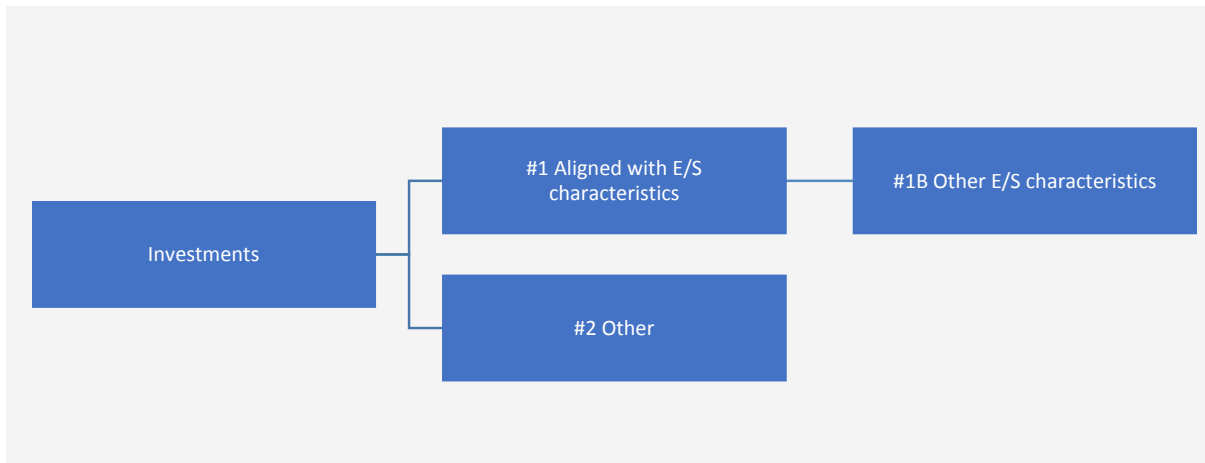 #1 Aligned with E/S
characteristics
#1B Other E/S characteristics
Investments
#2 Other